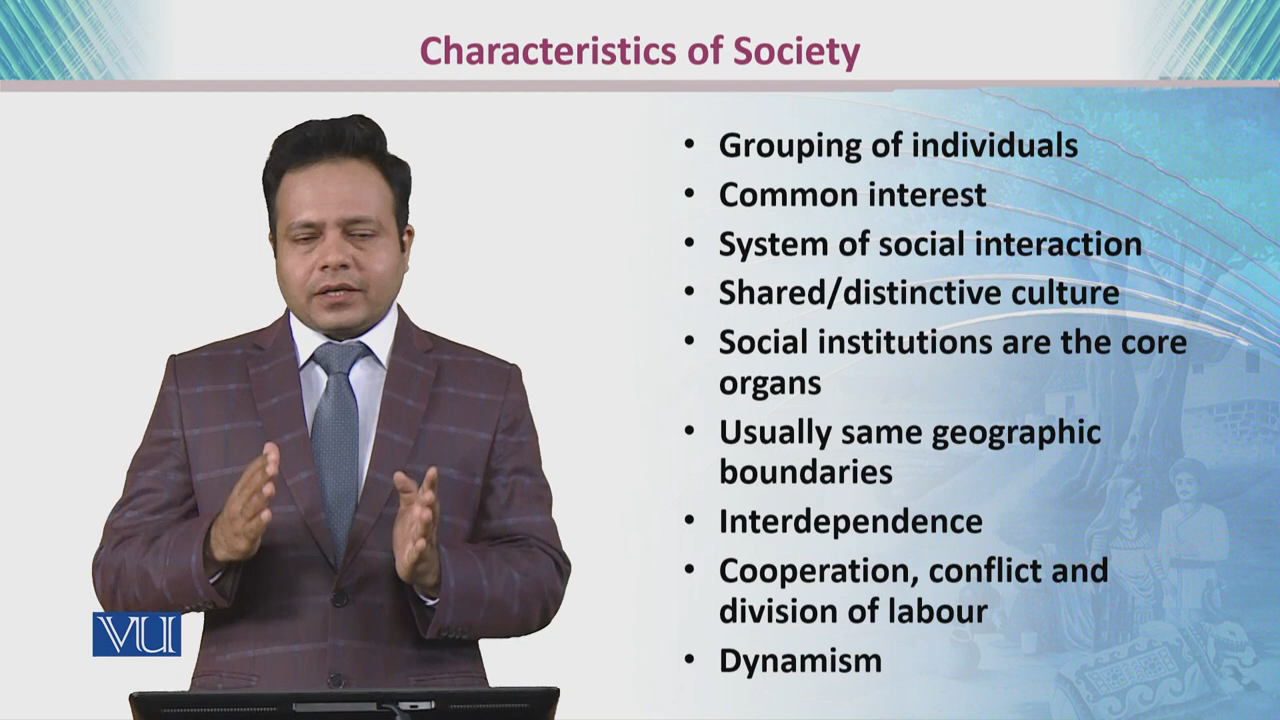 Characteristics of Society
• Grouping of individuals
• Common interest
• System of social interaction
• Shared/distinctive culture
• Social institutions are the core
organs
• Usually same geographic
boundaries
• Interdependence
• Cooperation, conflict and
division of labour
• Dynamism
VU